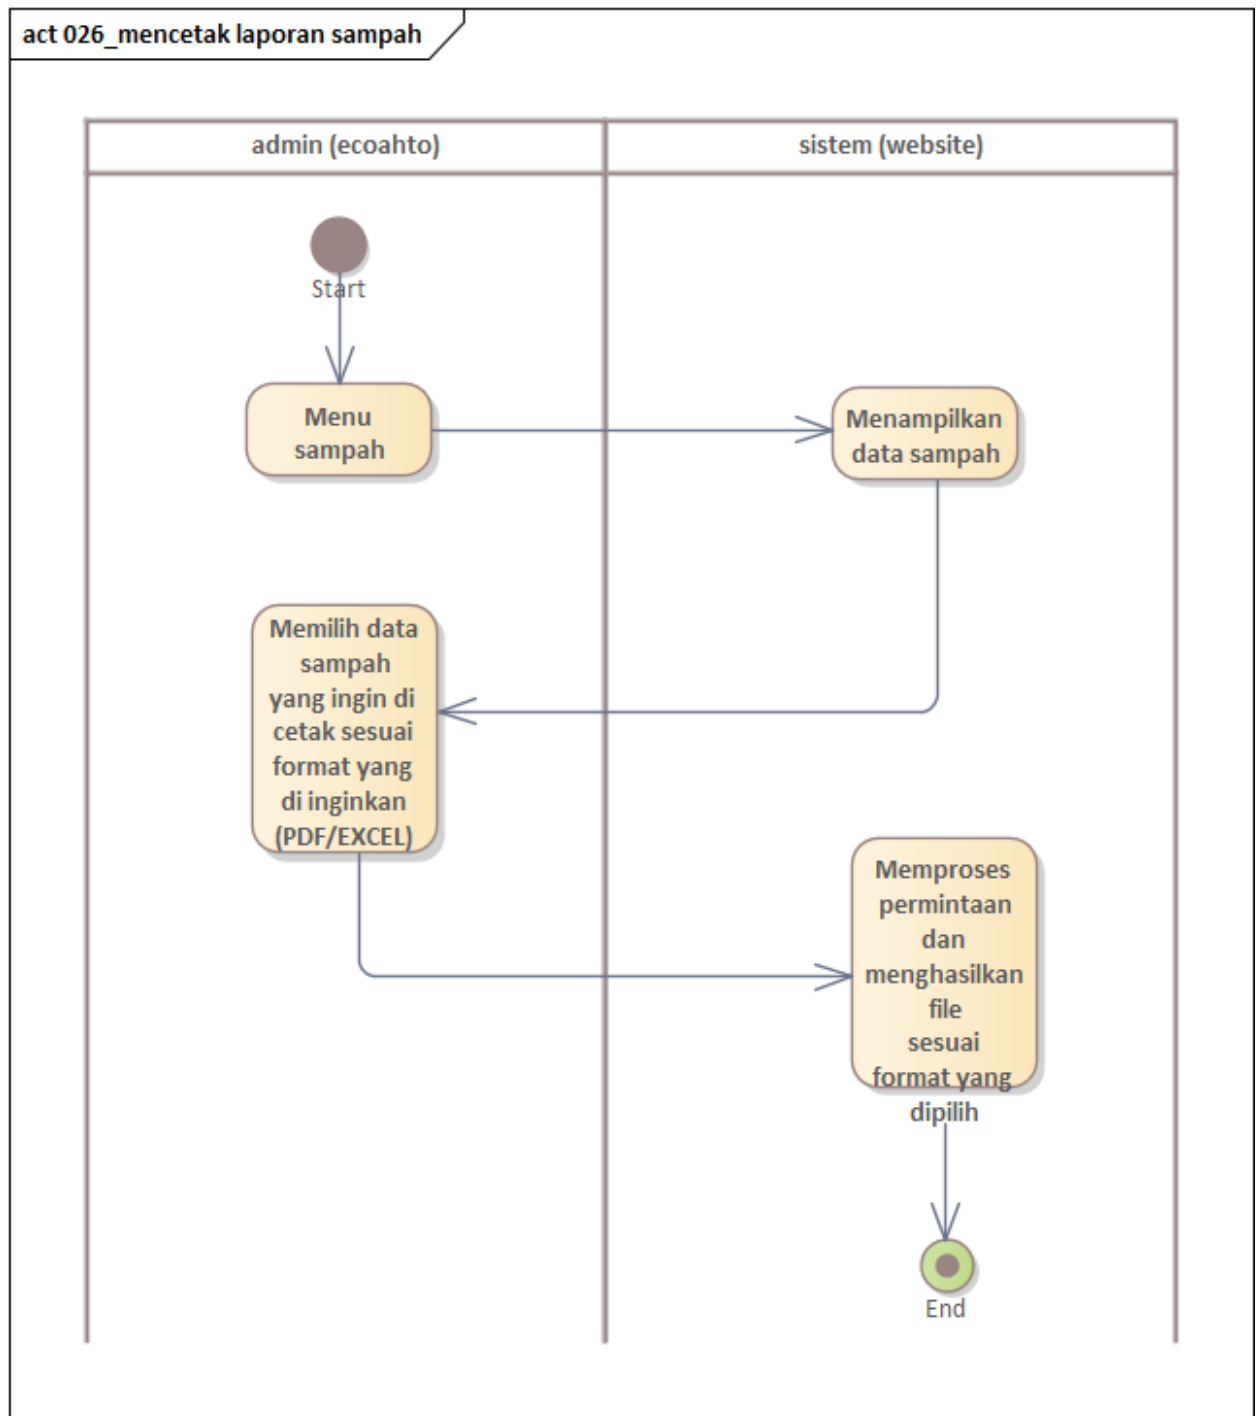 act 026_mencetak laporan sampah
admin (ecoahto)
sistem (website)
Start
Menu
sampah
Menampilkan
data sampah
Memilih data
sampah
yang ingin di
cetak sesuai
format yang
di inginkan
(PDF/EXCEL)
Memproses
permintaan
dan
menghasilkan
file
sesuai
format yang
dipilih
End